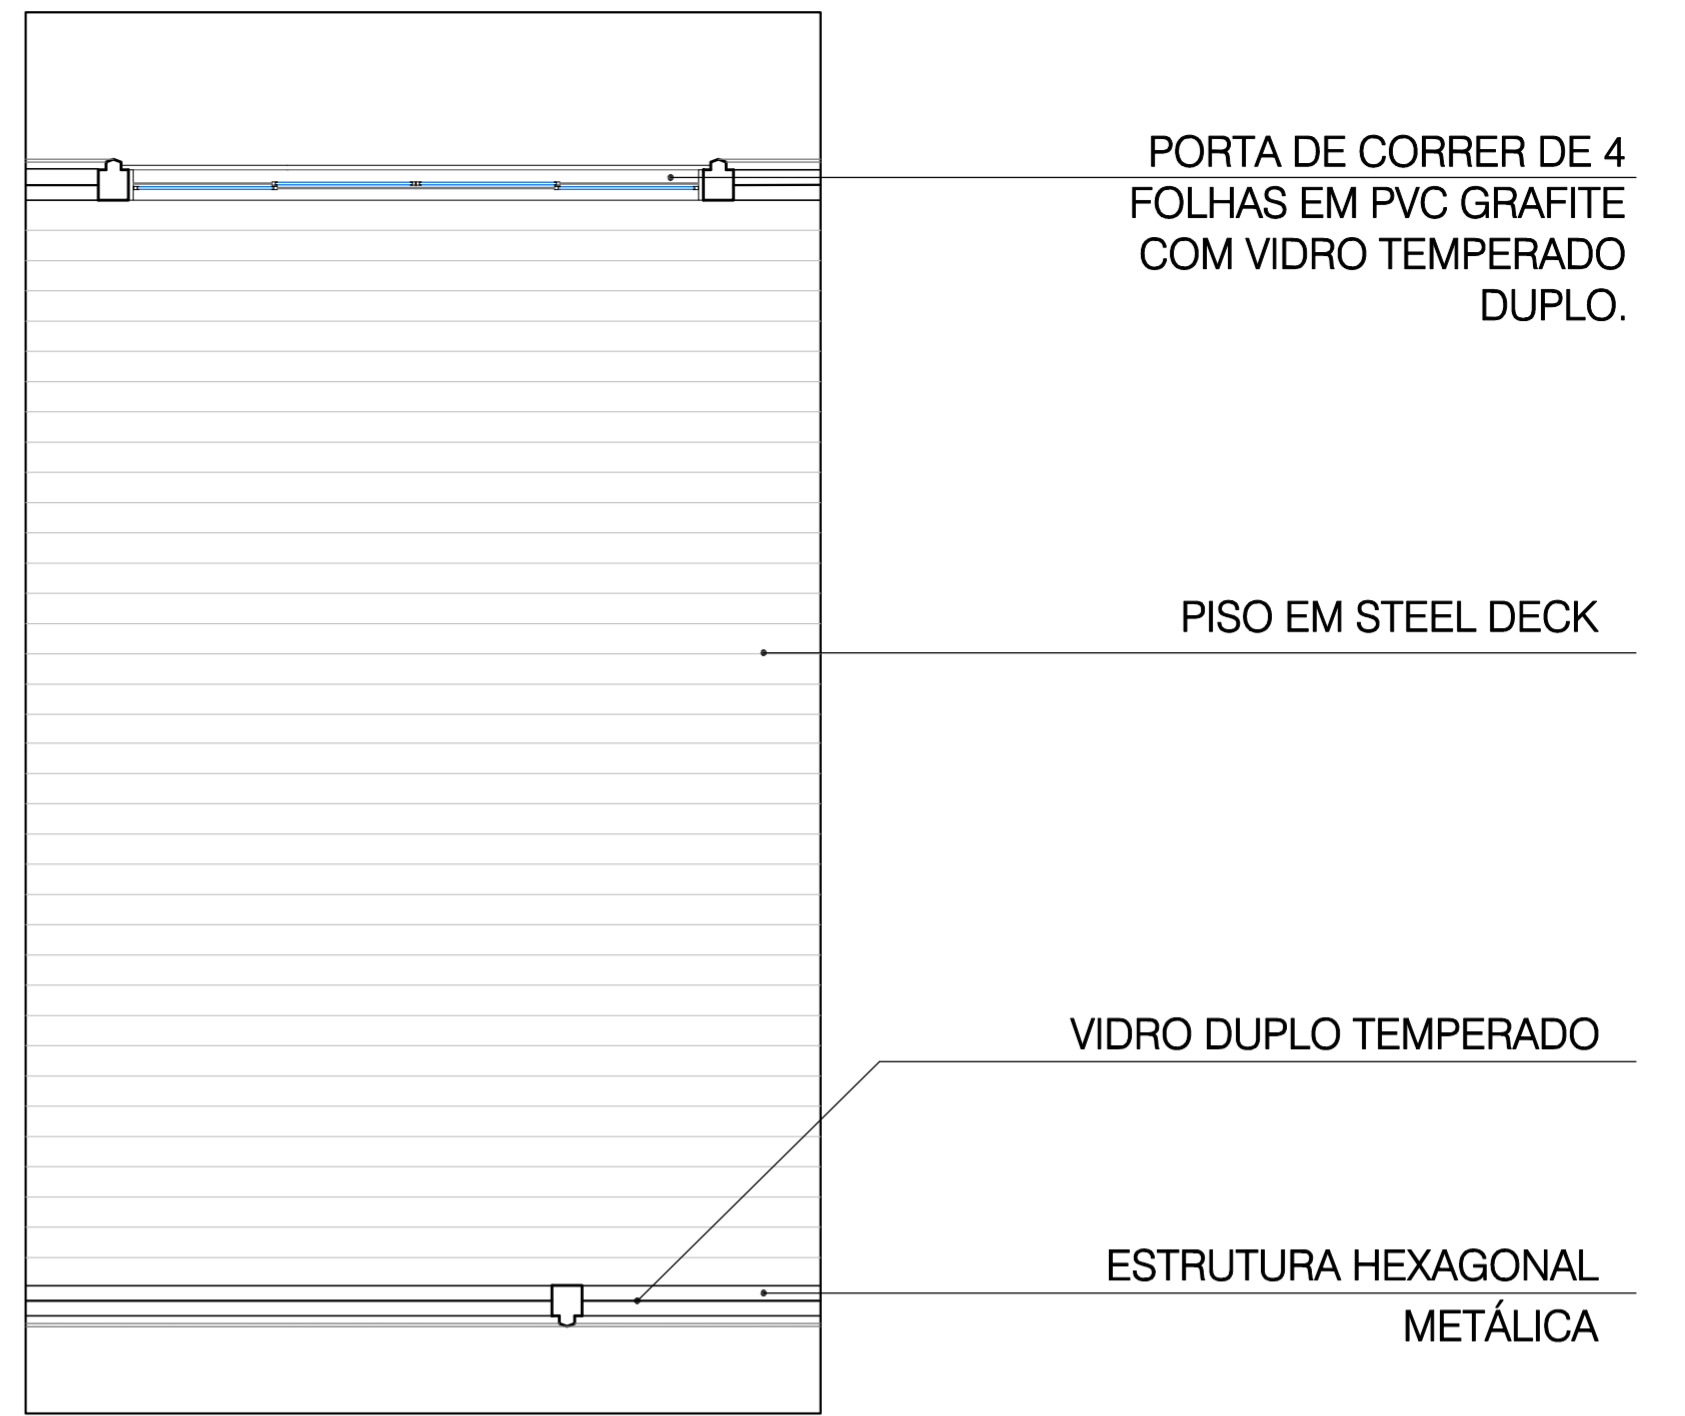 PORTA DE CORRER DE 4
FOLHAS EM PVC GRAFITE
COM VIDRO TEMPERADO
DUPLO.
PISO EM STEEL DECK
VIDRO DUPLO TEMPERADO
ESTRUTURA HEXAGONAL
METÁLICA